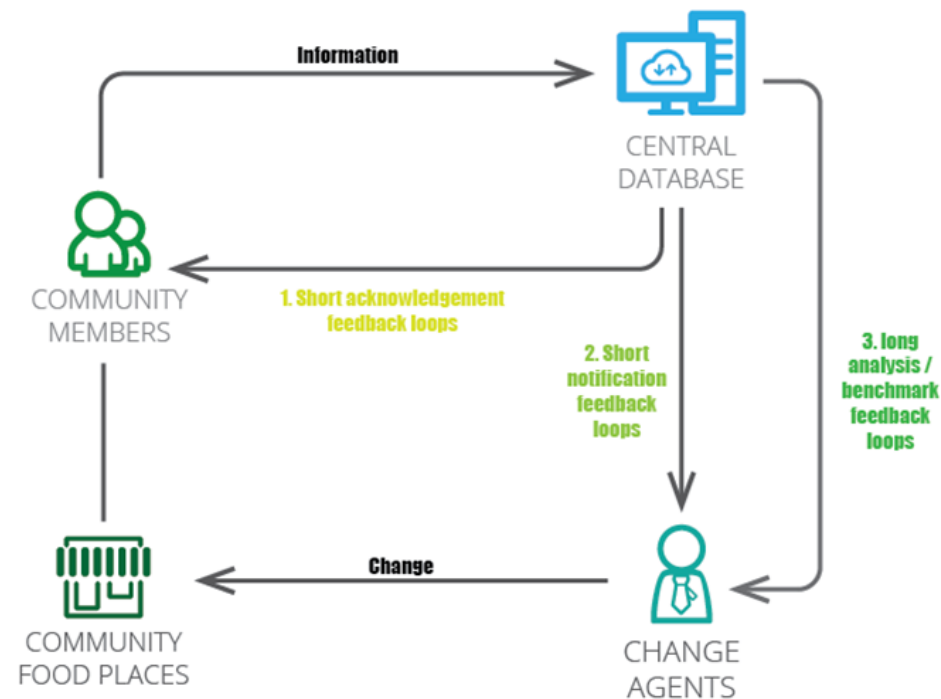 Information
CENTRAL
DATABASE
COMMUNITY
MEMBERS
1. Short acknowledgement
feedback loops
2. Short
notification
feedback
loops
3. long
analysis /
benchmark
feedback
loops
Change
COMMUNITY
FOOD PLACES
CHANGE
AGENTS